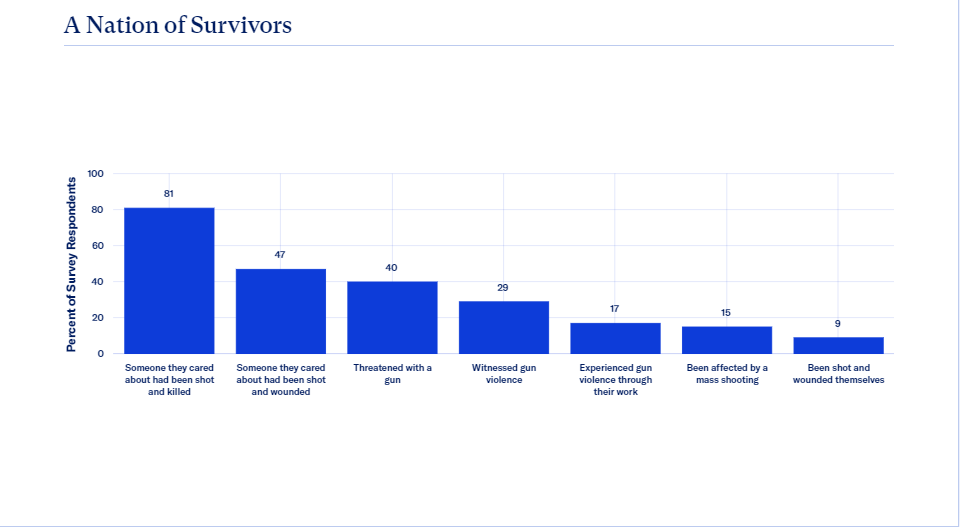 A Nation of Survivors
Percent of Survey Respondents
100
80
60
40
20
0
81
47
40
29
17
15
9
Someone they cared
about had been shot
and killed
Someone they cared
about had been shot
and wounded
Threatened with a
gun
Witnessed gun
violence
Experienced gun
violence through
their work
Been affected by a
mass shooting
Been shot and
wounded themselves